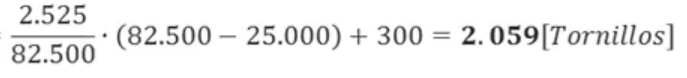 = 2.525/82.500 · (82.500 − 25.000) + 300 = 2.059[Tornillos]